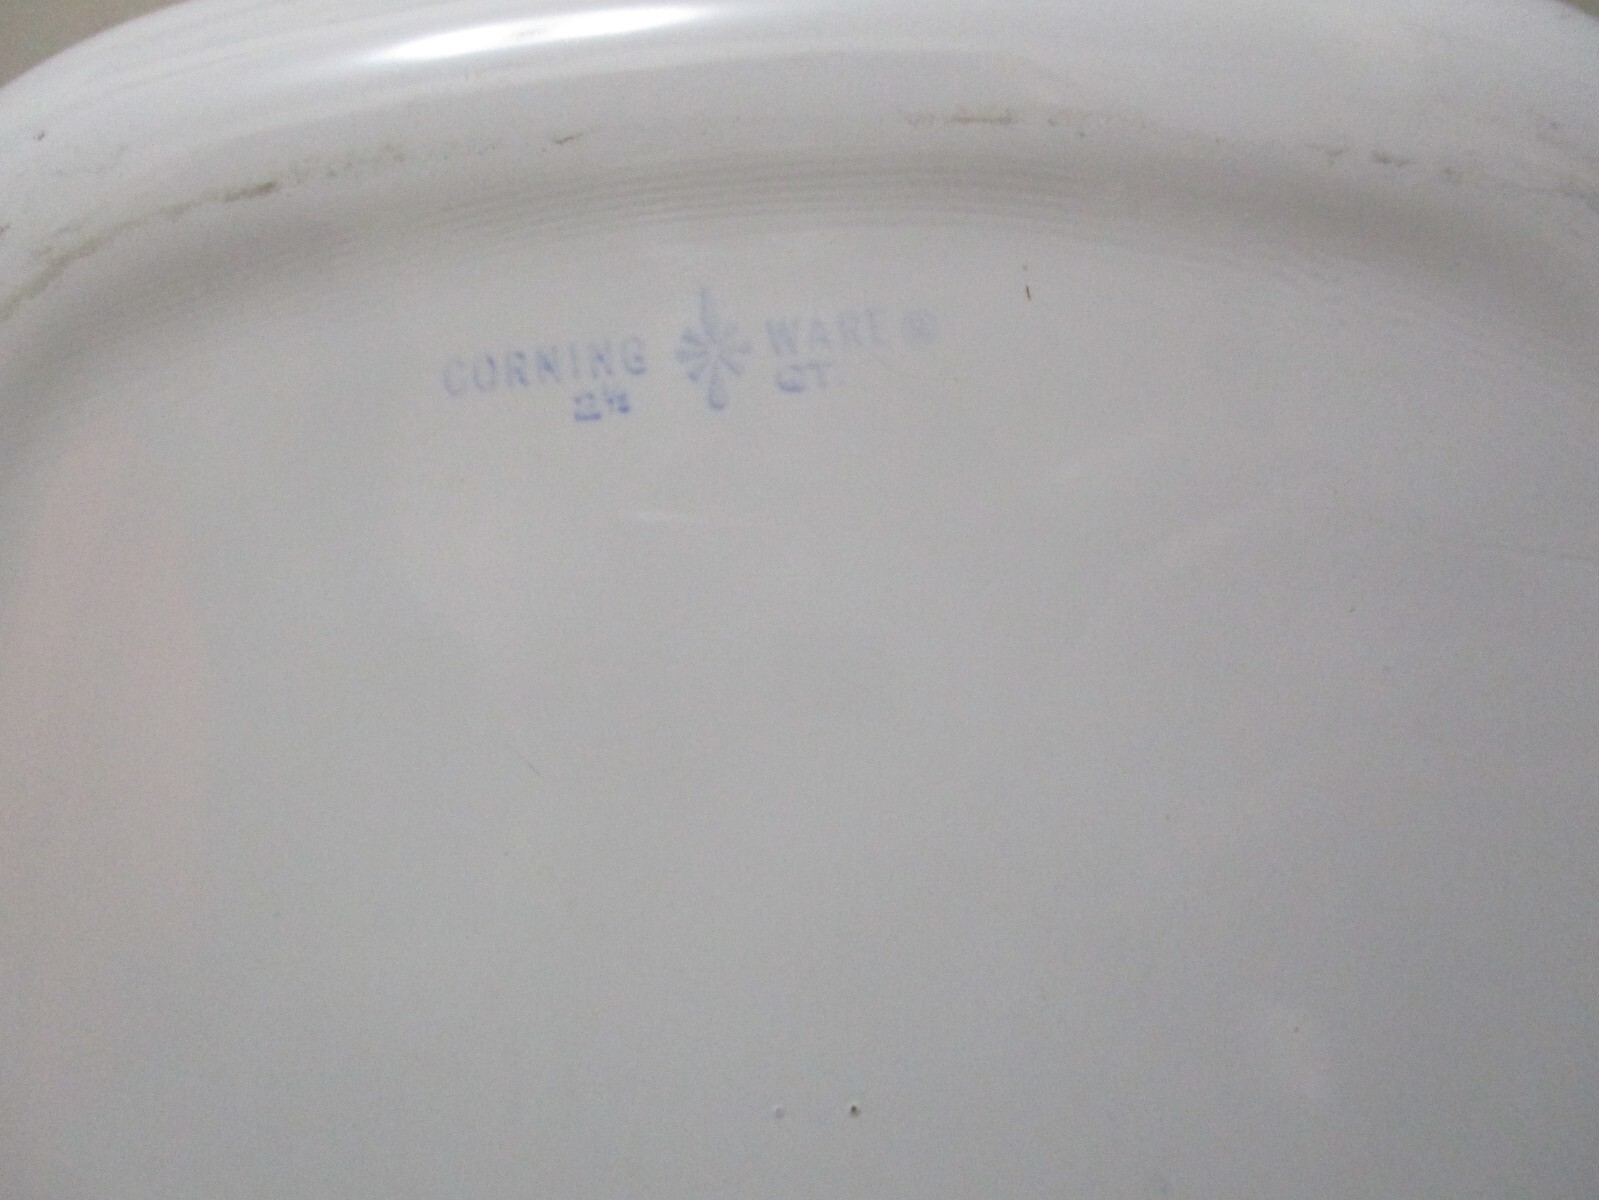 CORNING WARE ®
2½ QT